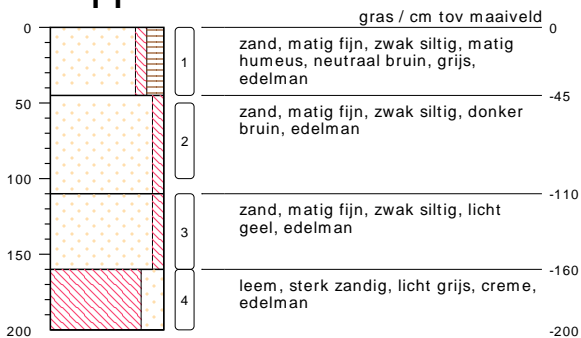 gras / cm tov maaiveld
0
0
zand, matig fijn, zwak siltig, matig
humeus, neutraal bruin, grijs,
edelman
1
-45
50
zand, matig fijn, zwak siltig, donker
bruin, edelman
2
100
-110
zand, matig fijn, zwak siltig, licht
geel, edelman
3
150
-160
leem, sterk zandig, licht grijs, creme,
edelman
4
200
-200